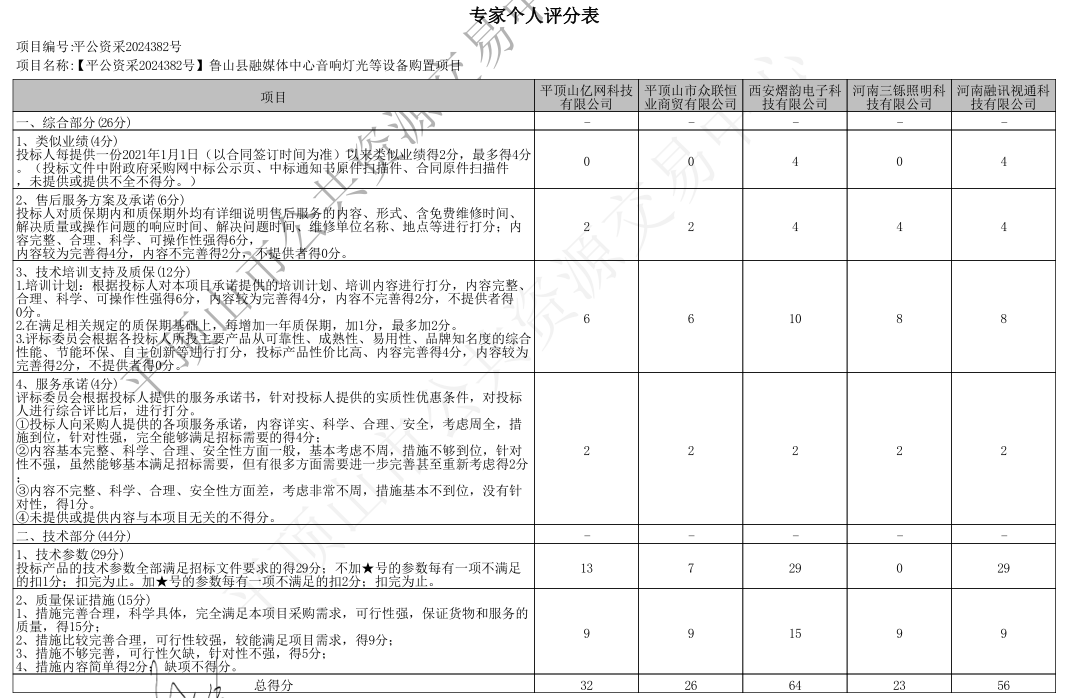 专家个人评分表
项目编号:平公资采2024382号
项目名称:【平公资采2024382号】鲁山县融媒体中心音响灯光等设备购置项目
项目 平顶山亿网科技有限公司 平顶山市众联恒业商贸有限公司 西安熠韵电子科技有限公司 河南三铄照明科技有限公司 河南融讯视通科技有限公司
一、综合部分(26分) – – – – –
1、类似业绩(4分)
投标人每提供一份2021年1月1日（以合同签订时间为准）以来类似业绩得2分，最多得4分
。（投标文件中附政府采购网中标公示页、中标通知书原件扫描件、合同原件扫描件
，未提供或提供不全不得分。）
0 0 4 0 4
2、售后服务方案及承诺(6分)
投标人对质保期内和质保期外均有详细说明售后服务的内容、形式、含免费维修时间、
解决质量或操作问题的响应时间、解决问题时间、维修单位名称、地点等进行打分；内
容完整、合理、科学、可操作性强得6分，
内容较为完善得4分，内容不完善得2分，不提供者得0分。
2 2 4 4 4
3、技术培训支持及质保(12分)
1.培训计划：根据投标人对本项目承诺提供的培训计划、培训内容进行打分，内容完整、
合理、科学、可操作性强得6分，内容较为完善得4分，内容不完善得2分，不提供者得
0分。
2.在满足相关规定的质保期基础上，每增加一年质保期，加1分，最多加2分。
3.评标委员会根据各投标人所投主要产品从可靠性、成熟性、易用性、品牌知名度的综合
性能、节能环保、自主创新等进行打分，投标产品性价比高、内容完善得4分，内容较为
完善得2分，不提供者得0分。
6 6 10 8 8
4、服务承诺(4分)
评标委员会根据投标人提供的服务承诺书，针对投标人提供的实质性优惠条件，对投标
人进行综合评比后，进行打分。
①投标人向采购人提供的各项服务承诺，内容详实、科学、合理、安全，考虑周全，措
施到位，针对性强，完全能够满足招标需要的得4分；
②内容基本完整、科学、合理、安全性方面一般，基本考虑不周，措施不够到位，针对
性不强，虽然能够基本满足招标需要，但有很多方面需要进一步完善甚至重新考虑得2分
；
③内容不完整、科学、合理、安全性方面差，考虑非常不周，措施基本不到位，没有针
对性，得1分。
④未提供或提供内容与本项目无关的不得分。
2 2 2 2 2
二、技术部分(44分) – – – – –
1、技术参数(29分)
投标产品的技术参数全部满足招标文件要求的得29分；不加★号的参数每有一项不满足
的扣1分；扣完为止。加★号的参数每有一项不满足的扣2分；扣完为止。
13 7 29 0 29
2、质量保证措施(15分)
1、措施完善合理，科学具体，完全满足本项目采购需求，可行性强，保证货物和服务的
质量，得15分；
2、措施比较完善合理，可行性较强，较能满足项目需求，得9分；
3、措施不够完善，可行性欠缺，针对性不强，得5分；
4、措施内容简单得2分；缺项不得分。
9 9 15 9 9
总得分 32 26 64 23 56
平顶山市公共资源交易中
平顶山市公共资源交易中心